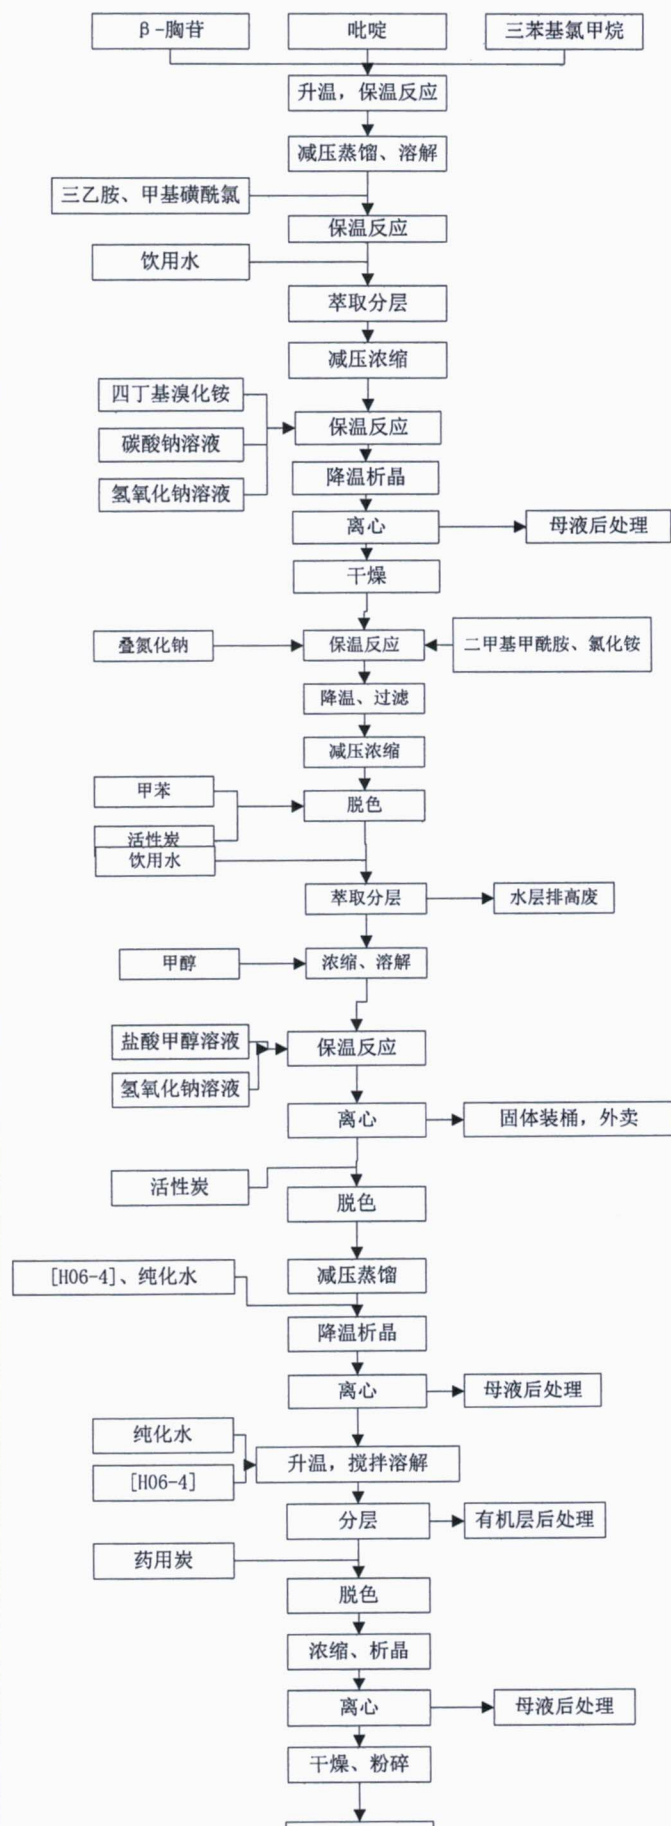 β-胸苷
吡啶
三苯基氯甲烷
升温，保温反应
减压蒸馏、溶解
三乙胺、甲基磺酰氯
保温反应
饮用水
萃取分层
减压浓缩
四丁基溴化铵
碳酸钠溶液
氢氧化钠溶液
保温反应
降温析晶
离心
母液后处理
干燥
叠氮化钠
保温反应
二甲基甲酰胺、氯化铵
降温、过滤
减压浓缩
甲苯
脱色
活性炭
饮用水
萃取分层
水层排高废
甲醇
浓缩、溶解
盐酸甲醇溶液
氢氧化钠溶液
保温反应
离心
固体装桶，外卖
活性炭
脱色
[H06-4]、纯化水
减压蒸馏
降温析晶
离心
母液后处理
纯化水
[H06-4]
升温，搅拌溶解
分层
有机层后处理
药用炭
脱色
浓缩、析晶
离心
母液后处理
干燥、粉碎